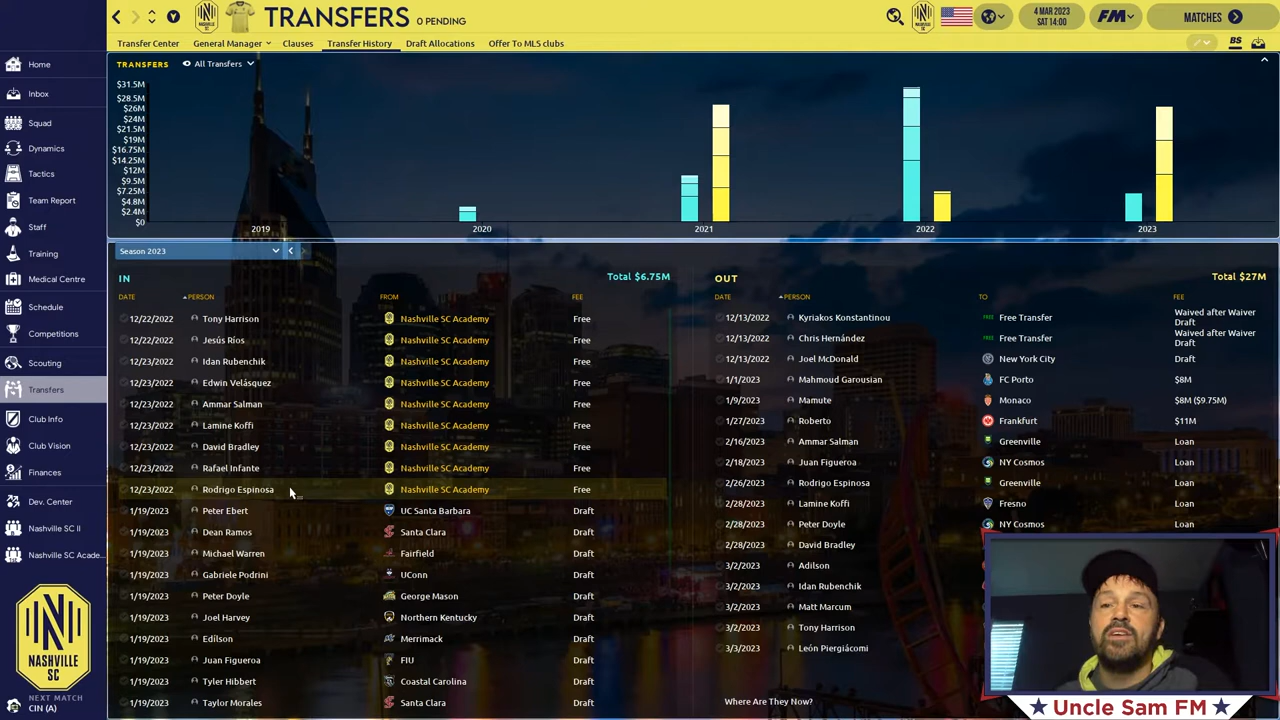 TRANSFERS 0 PENDING
4 MAR 2023
SAT 14:00
FM
MATCHES
Transfer Center General Manager Clauses Transfer History Draft Allocations Offer To MLS clubs
BS
Home
Inbox
Squad
Dynamics
Tactics
Team Report
Staff
Training
Medical Centre
Schedule
Competitions
Scouting
Transfers
Club Info
Club Vision
Finances
Dev. Center
Nashville SC II
Nashville SC Acade...
NASHVILLE
SC
NEXT MATCH
CIN (A)
TRANSFERS All Transfers
$31.5M
$28.5M
$26M
$24M
$21.5M
$19M
$16.75M
$14.25M
$12M
$9.5M
$7.25M
$4.8M
$2.4M
$0
2019 2020 2021 2022 2023
Season 2023
IN Total $6.75M
DATE PERSON FROM FEE
12/22/2022 Tony Harrison Nashville SC Academy Free
12/22/2022 Jesús Ríos Nashville SC Academy Free
12/23/2022 Idan Rubenchik Nashville SC Academy Free
12/23/2022 Edwin Velásquez Nashville SC Academy Free
12/23/2022 Ammar Salman Nashville SC Academy Free
12/23/2022 Lamine Koffi Nashville SC Academy Free
12/23/2022 David Bradley Nashville SC Academy Free
12/23/2022 Rafael Infante Nashville SC Academy Free
12/23/2022 Rodrigo Espinosa Nashville SC Academy Free
1/19/2023 Peter Ebert UC Santa Barbara Draft
1/19/2023 Dean Ramos Santa Clara Draft
1/19/2023 Michael Warren Fairfield Draft
1/19/2023 Gabriele Podrini UConn Draft
1/19/2023 Peter Doyle George Mason Draft
1/19/2023 Joel Harvey Northern Kentucky Draft
1/19/2023 Edílson Merrimack Draft
1/19/2023 Juan Figueroa FIU Draft
1/19/2023 Tyler Hibbert Coastal Carolina Draft
1/19/2023 Taylor Morales Santa Clara Draft
OUT Total $27M
DATE PERSON TO FEE
12/13/2022 Kyriakos Konstantinou Free Transfer Waived after Waiver Draft
12/13/2022 Chris Hernández Free Transfer Waived after Waiver Draft
12/13/2022 Joel McDonald New York City Draft
1/1/2023 Mahmoud Garousian FC Porto $8M
1/9/2023 Mamute Monaco $8M ($9.75M)
1/27/2023 Roberto Frankfurt $11M
2/16/2023 Ammar Salman Greenville Loan
2/18/2023 Juan Figueroa NY Cosmos Loan
2/26/2023 Rodrigo Espinosa Greenville Loan
2/28/2023 Lamine Koffi Fresno Loan
2/28/2023 Peter Doyle NY Cosmos Loan
2/28/2023 David Bradley
3/2/2023 Adilson
3/2/2023 Idan Rubenchik
3/2/2023 Matt Marcum
3/2/2023 Tony Harrison
3/3/2023 León Piergiácomi
Where Are They Now?
Uncle Sam FM